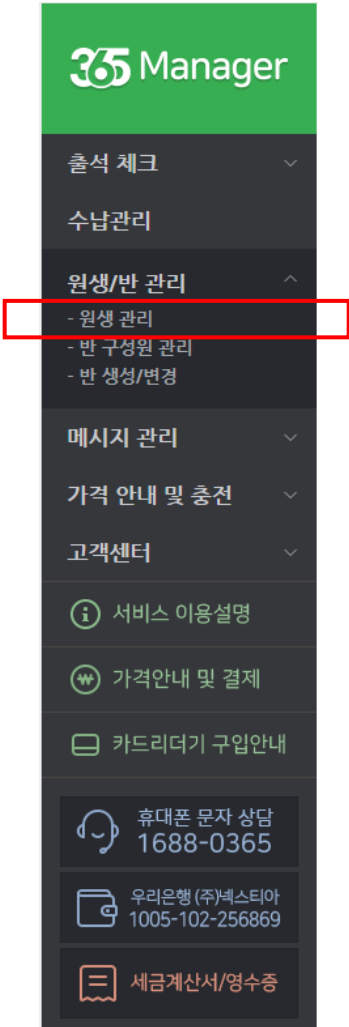 365 Manager
출석 체크
수납관리
원생/반 관리
- 원생 관리
- 반 구성원 관리
- 반 생성/변경
메시지 관리
가격 안내 및 충전
고객센터
서비스 이용설명
가격안내 및 결제
카드리더기 구입안내
휴대폰 문자 상담
1688-0365
우리은행 (주)넥스티아
1005-102-256869
세금계산서/영수증